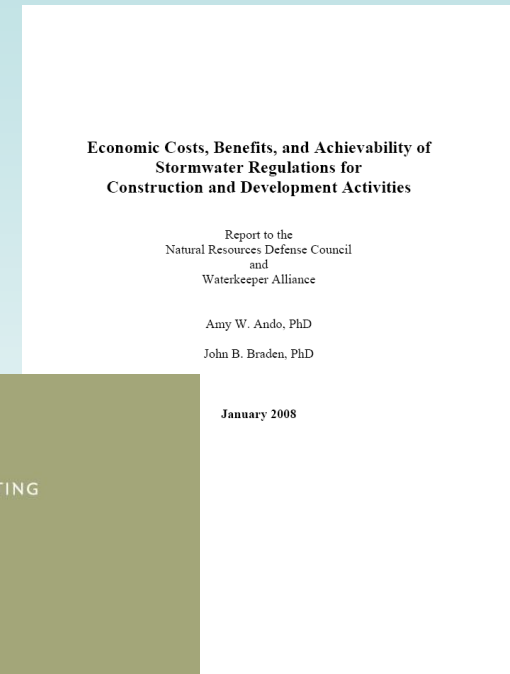 Economic Costs, Benefits, and Achievability of
Stormwater Regulations for
Construction and Development Activities
Report to the
Natural Resources Defense Council
and
Waterkeeper Alliance
Amy W. Ando, PhD
John B. Braden, PhD
January 2008
TING